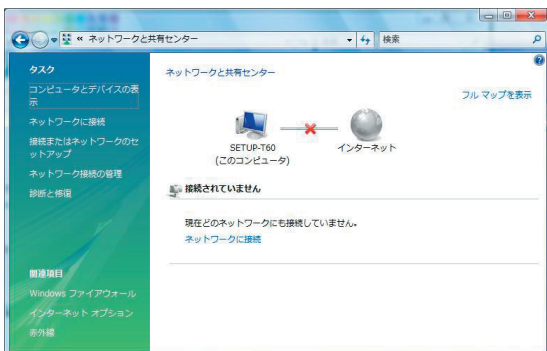 « ネットワークと共有センター
検索
タスク
コンピュータとデバイスの表
示
ネットワークに接続
接続またはネットワークのセ
ットアップ
ネットワーク接続の管理
診断と修復
関連項目
Windows ファイアウォール
インターネット オプション
赤外線
ネットワークと共有センター
フル マップを表示
SETUP-T60
(このコンピュータ)
インターネット
接続されていません
現在どのネットワークにも接続していません。
ネットワークに接続